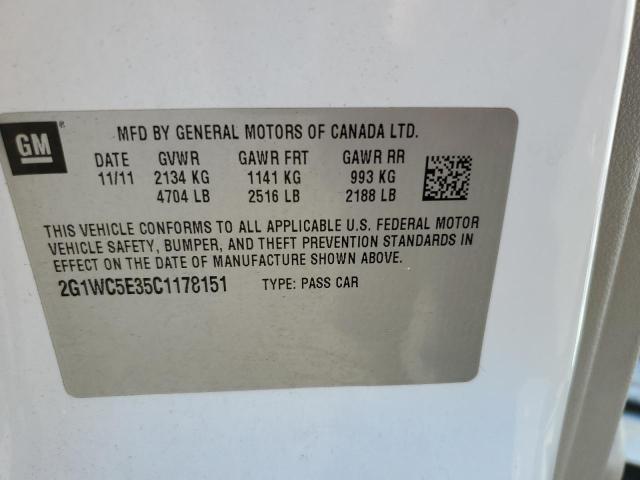 GM®
MFD BY GENERAL MOTORS OF CANADA LTD.
DATE GVWR GAWR FRT GAWR RR
11/11 2134 KG 1141 KG 993 KG
4704 LB 2516 LB 2188 LB
THIS VEHICLE CONFORMS TO ALL APPLICABLE U.S. FEDERAL MOTOR
VEHICLE SAFETY, BUMPER, AND THEFT PREVENTION STANDARDS IN
EFFECT ON THE DATE OF MANUFACTURE SHOWN ABOVE.
2G1WC5E35C1178151 TYPE: PASS CAR